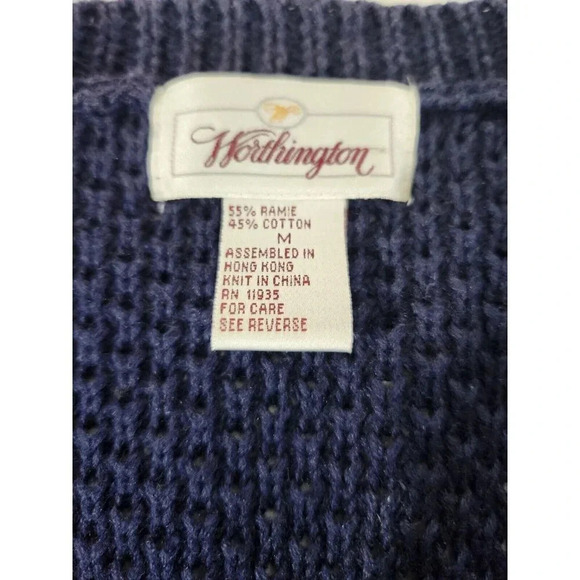 Worthington
55% RAMIE
45% COTTON
M
ASSEMBLED IN
HONG KONG
KNIT IN CHINA
RN 11935
FOR CARE
SEE REVERSE